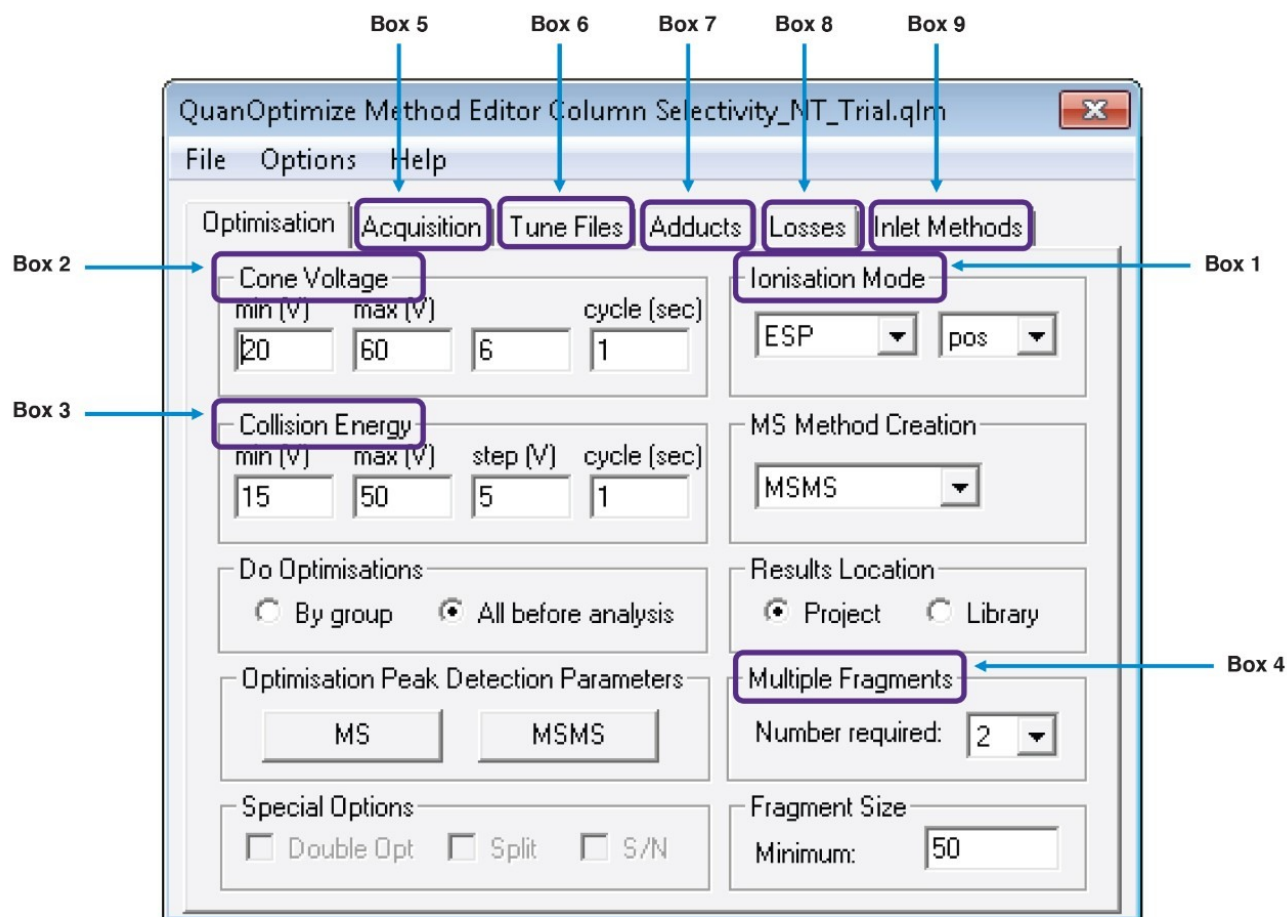 Box 5 Box 6 Box 7 Box 8 Box 9
QuanOptimize Method Editor Column Selectivity_NT_Trial.qlm
File Options Help
Optimisation Acquisition Tune Files Adducts Losses Inlet Methods
Box 2
Cone Voltage
min (V) max (V) cycle (sec)
20 60 6 1
Ionisation Mode
ESP pos
Box 1
Box 3
Collision Energy
min (V) max (V) step (V) cycle (sec)
15 50 5 1
MS Method Creation
MSMS
Do Optimisations
By group All before analysis
Results Location
Project Library
Optimisation Peak Detection Parameters
MS MSMS
Multiple Fragments
Number required: 2
Box 4
Special Options
Double Opt Split S/N
Fragment Size
Minimum: 50